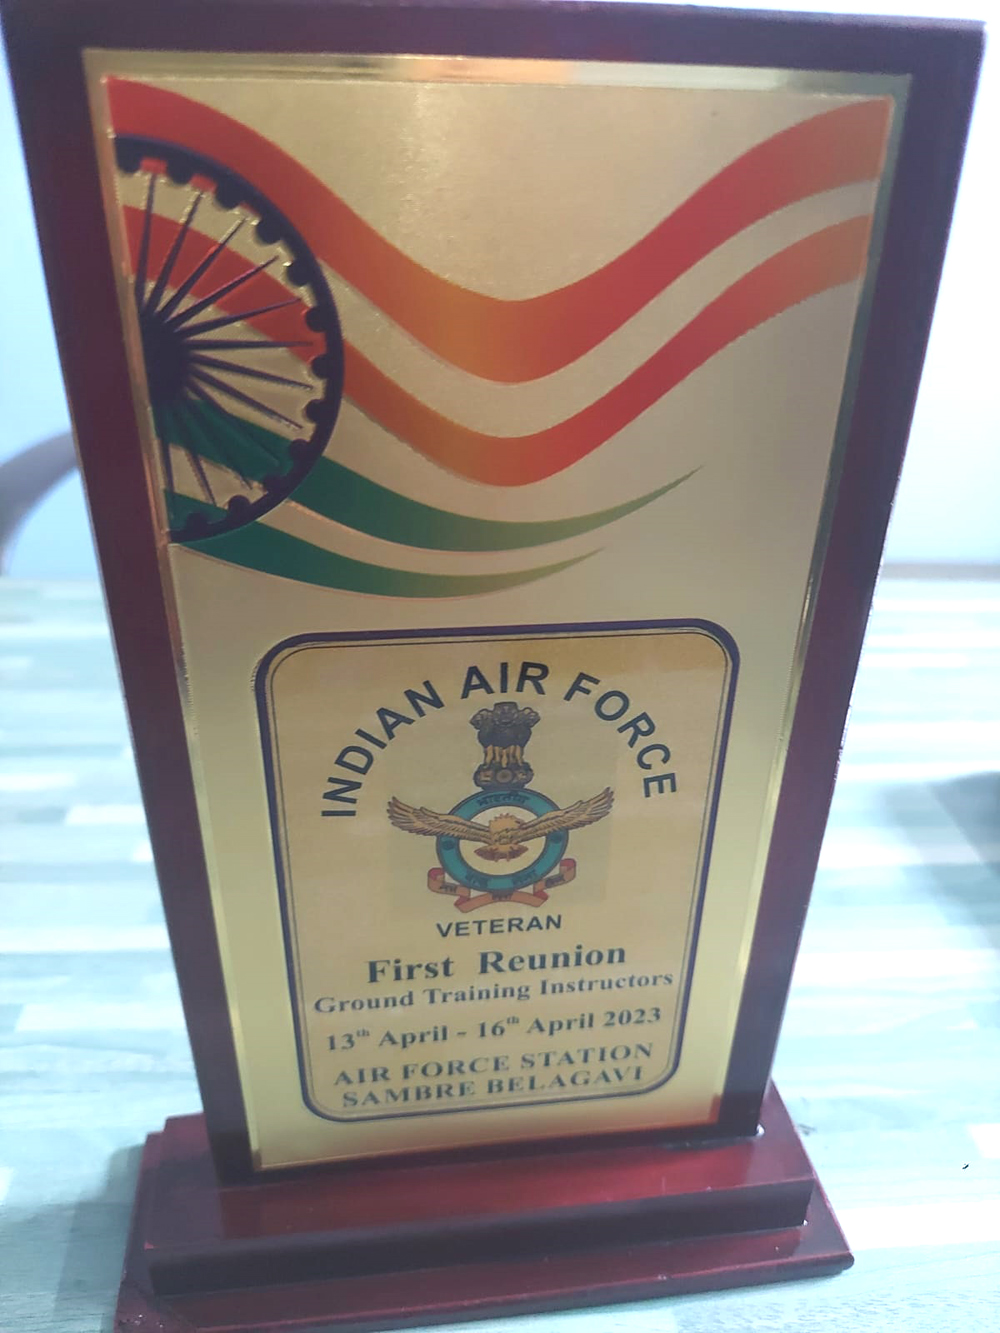 INDIAN AIR FORCE
VETERAN
First Reunion
Ground Training Instructors
13th April - 16th April 2023
AIR FORCE STATION
SAMBRE BELAGAVI